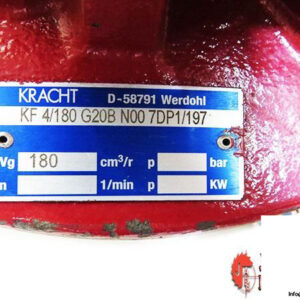 KRACHT D-58791 Werdohl
KF 4/180 G20B N00 7DP1/197
Vg 180 cm³/r p bar
n 1/min p KW